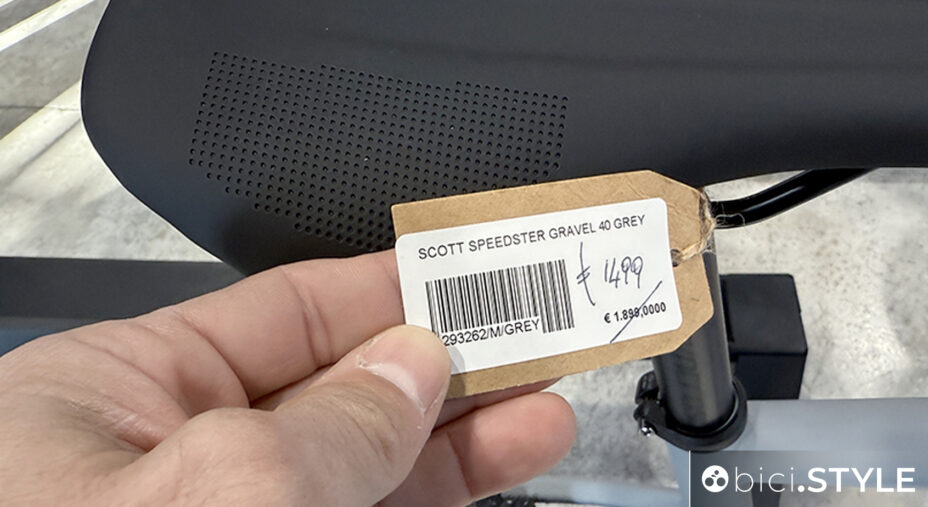 SCOTT SPEEDSTER GRAVEL 40 GREY
€ 1499
€ 1.899,0000
293262/M/GREY
bici.STYLE